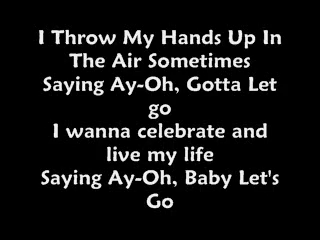 I Throw My Hands Up In
The Air Sometimes
Saying Ay-Oh, Gotta Let
go
I wanna celebrate and
live my life
Saying Ay-Oh, Baby Let's
Go